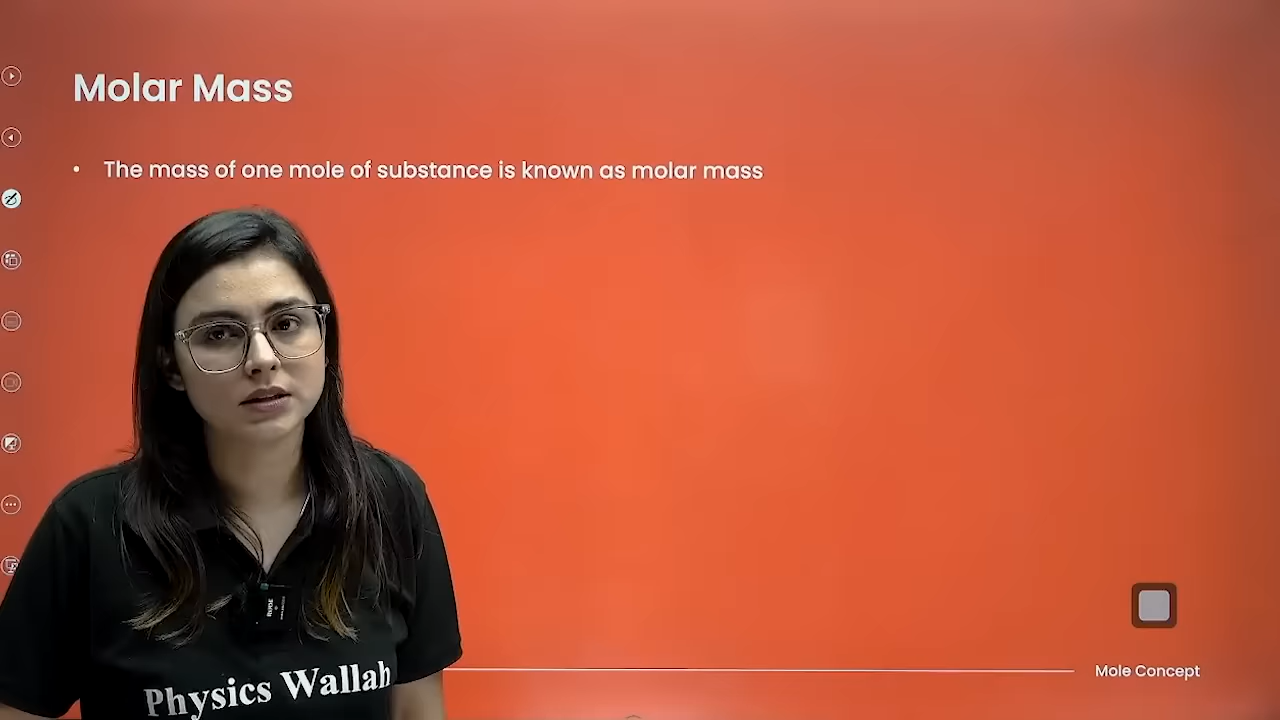 Molar Mass
• The mass of one mole of substance is known as molar mass
Physics Wallah
Mole Concept